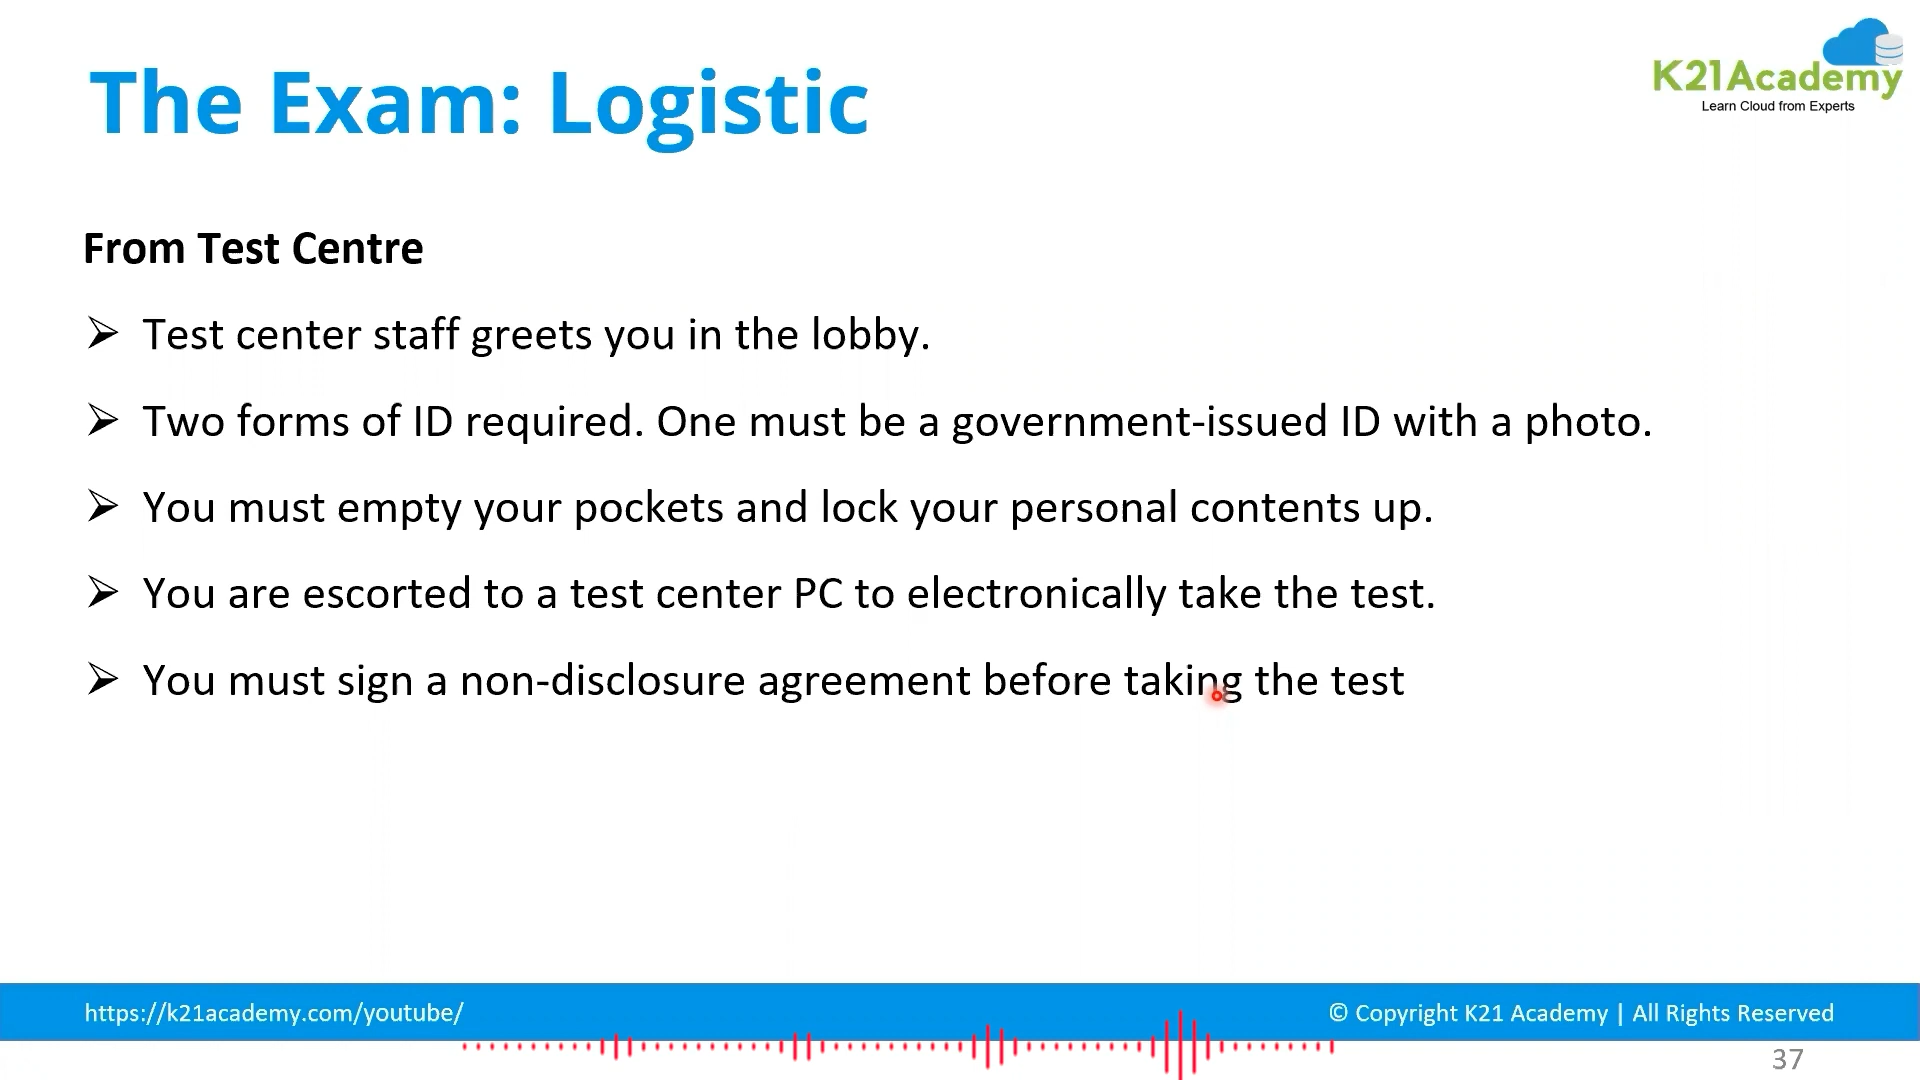 The Exam: Logistic
K21Academy
Learn Cloud from Experts
From Test Centre
➢ Test center staff greets you in the lobby.
➢ Two forms of ID required. One must be a government-issued ID with a photo.
➢ You must empty your pockets and lock your personal contents up.
➢ You are escorted to a test center PC to electronically take the test.
➢ You must sign a non-disclosure agreement before taking the test
https://k21academy.com/youtube/
© Copyright K21 Academy | All Rights Reserved
37